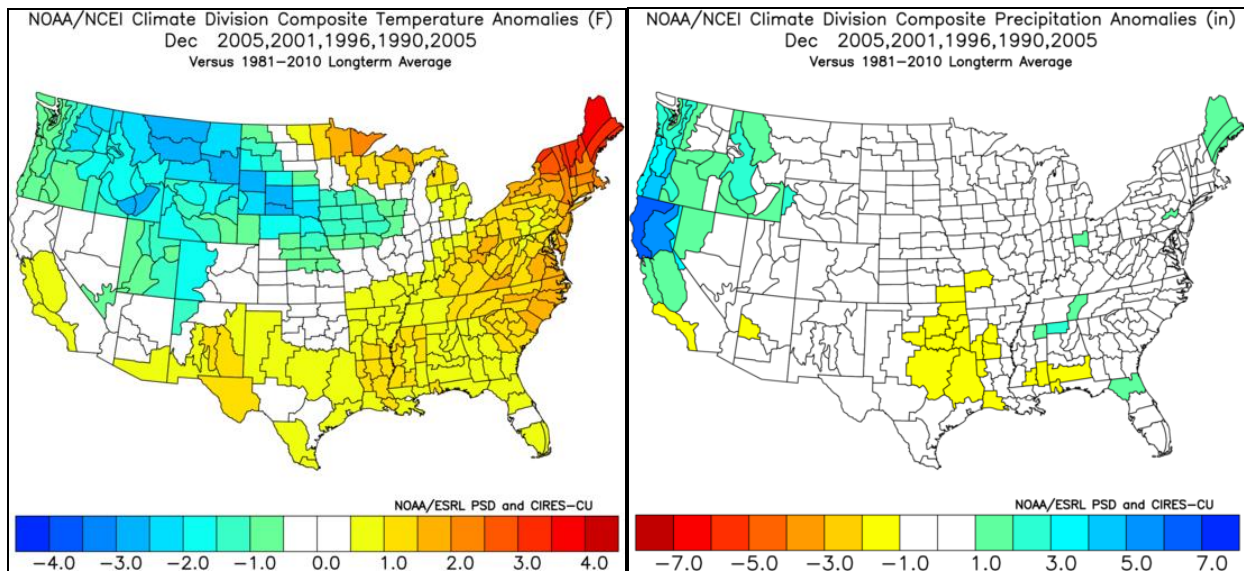 NOAA/NCEI Climate Division Composite Temperature Anomalies (F)
Dec 2005,2001,1996,1990,2005
Versus 1981−2010 Longterm Average
NOAA/ESRL PSD and CIRES−CU
−4.0 −3.0 −2.0 −1.0 0.0 1.0 2.0 3.0 4.0
NOAA/NCEI Climate Division Composite Precipitation Anomalies (in)
Dec 2005,2001,1996,1990,2005
Versus 1981−2010 Longterm Average
NOAA/ESRL PSD and CIRES−CU
−7.0 −5.0 −3.0 −1.0 1.0 3.0 5.0 7.0